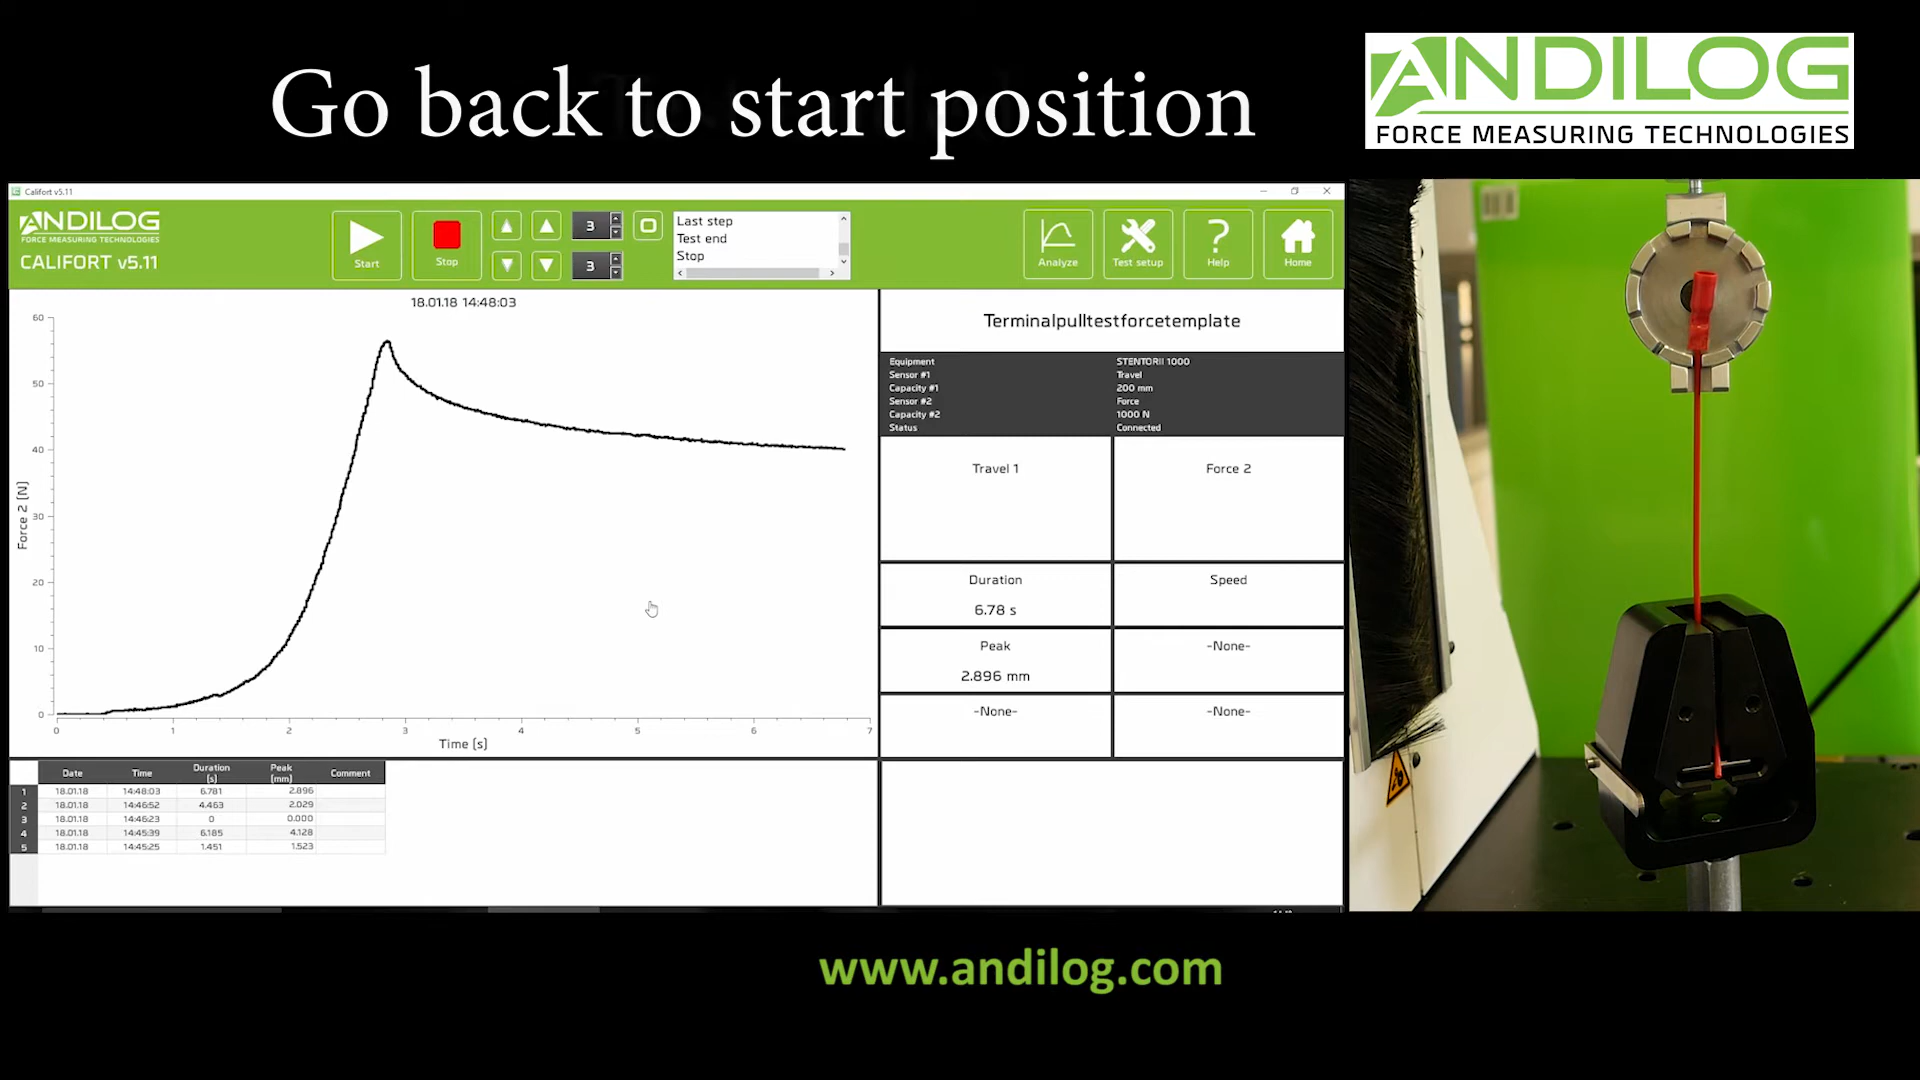 Go back to start position
ANDILOG
FORCE MEASURING TECHNOLOGIES
Califort v5.11
ANDILOG
FORCE MEASURING TECHNOLOGIES
CALIFORT v5.11
Start
Stop
3
3
Last step
Test end
Stop
Analyze
Test setup
Help
Home
18.01.18 14:48:03
60
50
40
30
20
10
0
Force 2 [N]
0 1 2 3 4 5 6 7
Time [s]
Terminalpulltestforcetemplate
Equipment STENTORII 1000
Sensor #1 Travel
Capacity #1 200 mm
Sensor #2 Force
Capacity #2 1000 N
Status Connected
Travel 1 Force 2
Duration Speed
6.78 s
Peak -None-
2.896 mm
-None- -None-
Date Time Duration [s] Peak [mm] Comment
1 18.01.18 14:48:03 6.781 2.896
2 18.01.18 14:46:52 4.463 2.029
3 18.01.18 14:46:23 0 0.000
4 18.01.18 14:45:39 6.185 4.128
5 18.01.18 14:45:25 1.451 1.523
www.andilog.com